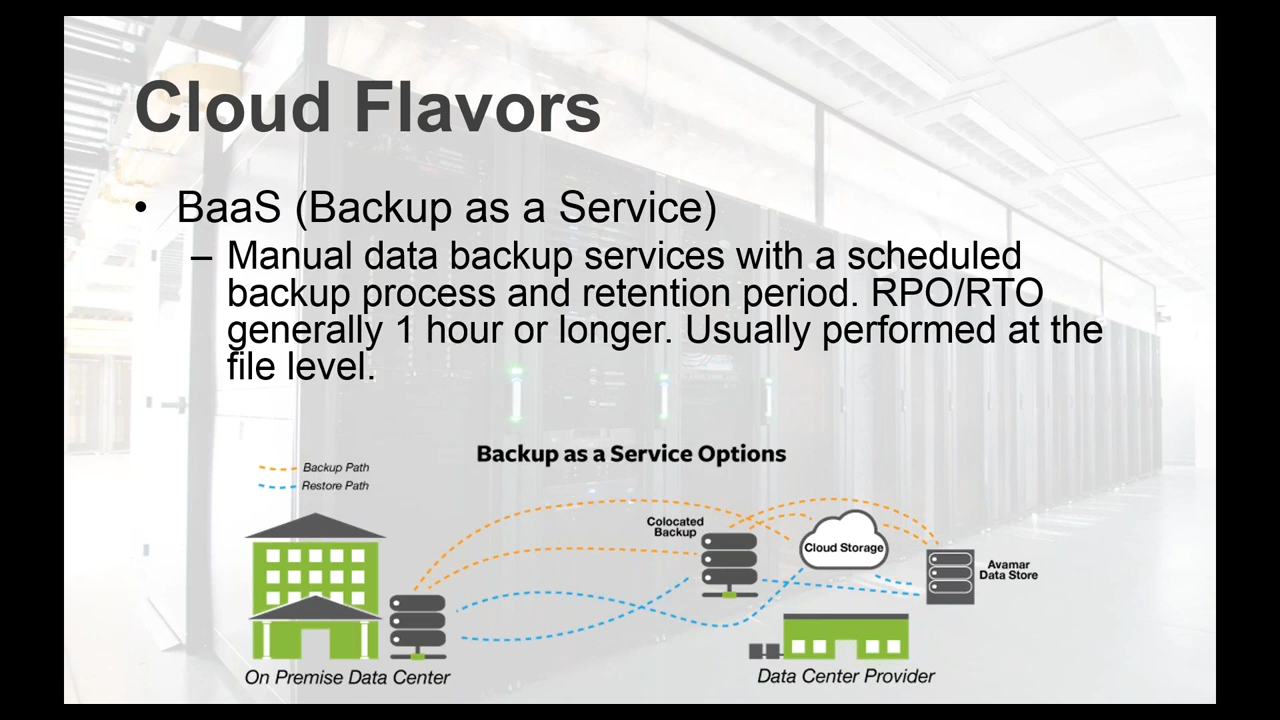 Cloud Flavors
• BaaS (Backup as a Service)
– Manual data backup services with a scheduled
backup process and retention period. RPO/RTO
generally 1 hour or longer. Usually performed at the
file level.
Backup as a Service Options
Backup Path
Restore Path
Colocated
Backup
Cloud Storage
Avamar
Data Store
On Premise Data Center
Data Center Provider